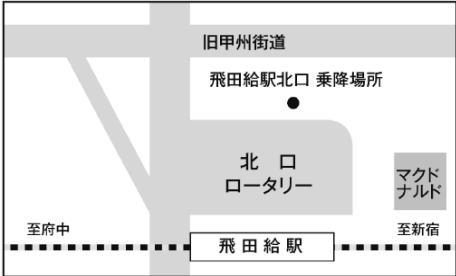 旧甲州街道
飛田給駅北口 乗降場所
北 口
ロータリー
マクド
ナルド
至府中
至新宿
飛田給駅